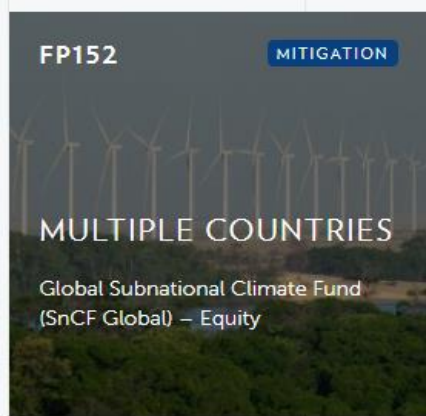 FP152
MITIGATION
MULTIPLE COUNTRIES
Global Subnational Climate Fund
(SnCF Global) – Equity